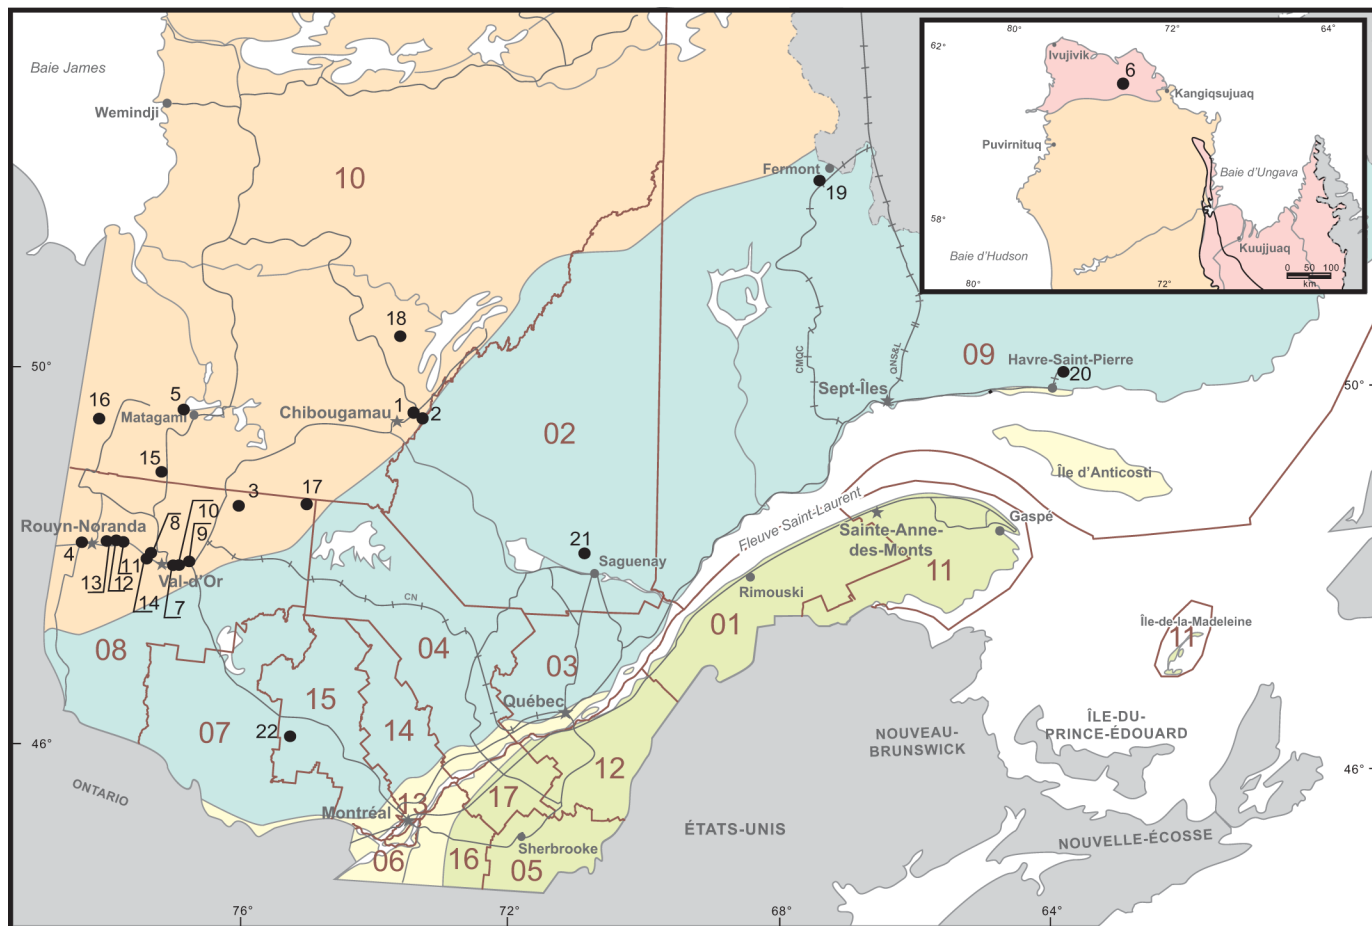 80°
72°
64°
62°
Ivujivik
6
Kangiqsujuaq
Puvirnituq
Baie d'Ungava
58°
Kuujjuaq
Baie d'Hudson
0 50 100
km
80°
72°
Baie James
Wemindji
10
Fermont
19
18
50°
09
Havre-Saint-Pierre
20
50°
CMQC
QNS&L
Sept-Îles
16
5
Matagami
Chibougamau
1
2
02
15
Île d'Anticosti
3
17
Rouyn-Noranda
8
10
9
4
Val-d'Or
13
12
11
14
7
21
Saguenay
Fleuve-Saint-Laurent
Gaspé
Sainte-Anne-
des-Monts
11
Rimouski
CN
01
Île-de-la-Madeleine
11
08
04
03
15
Québec
07
22
14
46°
NOUVEAU-
BRUNSWICK
ÎLE-DU-
PRINCE-ÉDOUARD
46°
12
ONTARIO
13
17
Montréal
ÉTATS-UNIS
NOUVELLE-ÉCOSSE
06
16
Sherbrooke
05
76°
72°
68°
64°